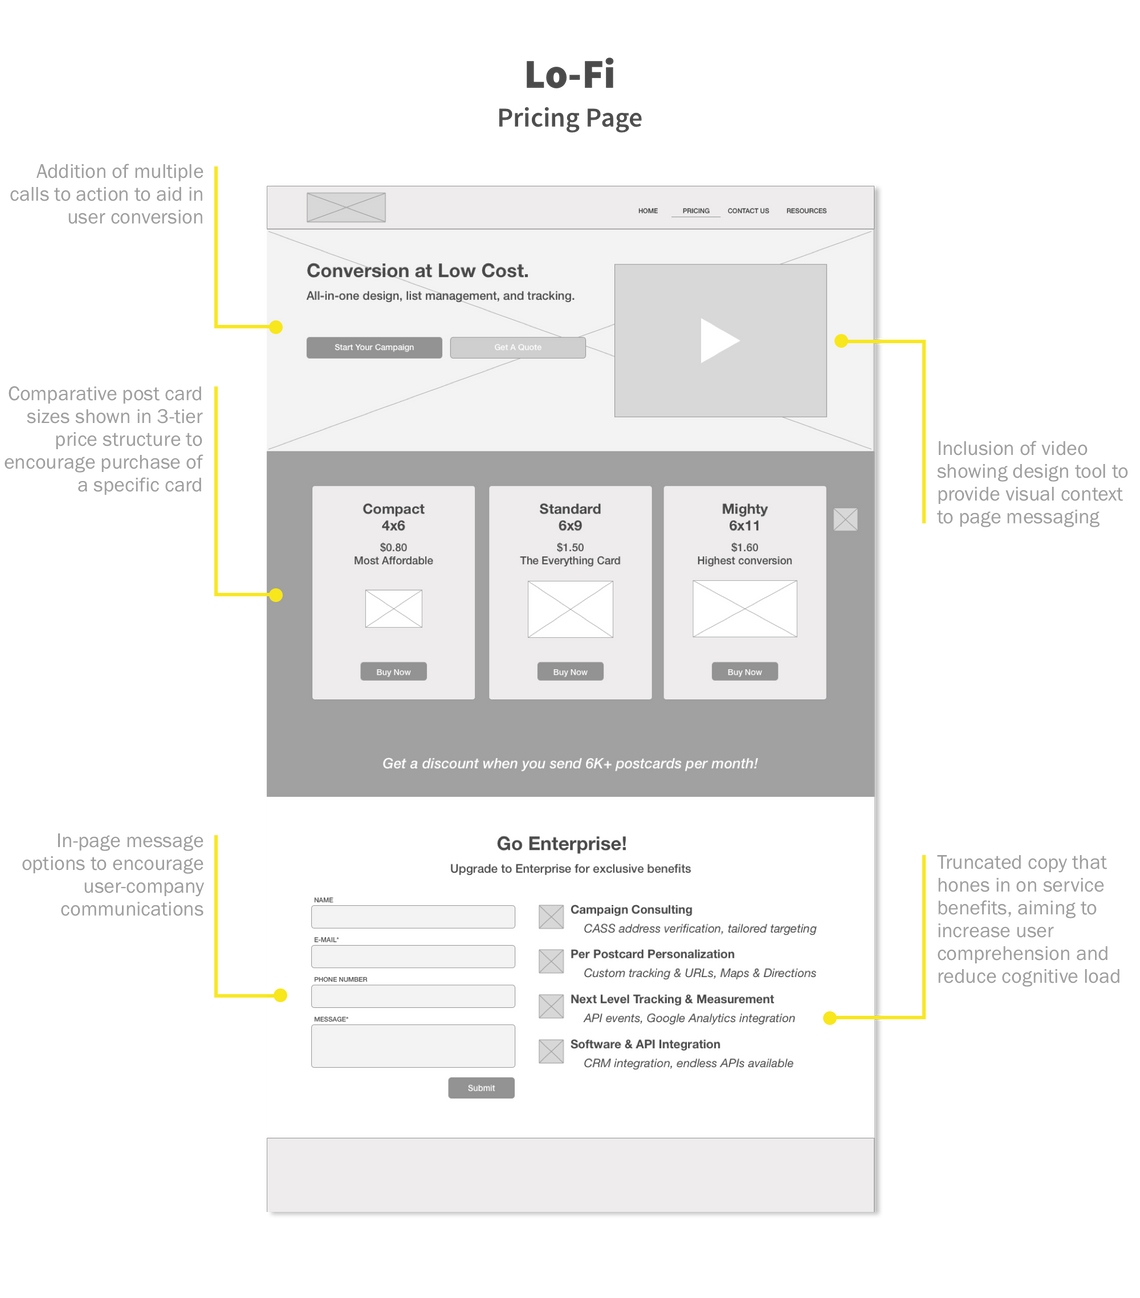 Lo-Fi
Pricing Page
Addition of multiple
calls to action to aid in
user conversion
HOME
PRICING
CONTACT US
RESOURCES
Conversion at Low Cost.
All-in-one design, list management, and tracking.
Start Your Campaign
Get A Quote
Inclusion of video
showing design tool to
provide visual context
to page messaging
Comparative post card
sizes shown in 3-tier
price structure to
encourage purchase of
a specific card
Compact
4x6
$0.80
Most Affordable
Buy Now
Standard
6x9
$1.50
The Everything Card
Buy Now
Mighty
6x11
$1.60
Highest conversion
Buy Now
Get a discount when you send 6K+ postcards per month!
In-page message
options to encourage
user-company
communications
Go Enterprise!
Upgrade to Enterprise for exclusive benefits
NAME
E-MAIL*
PHONE NUMBER
MESSAGE*
Submit
Campaign Consulting
CASS address verification, tailored targeting
Per Postcard Personalization
Custom tracking & URLs, Maps & Directions
Next Level Tracking & Measurement
API events, Google Analytics integration
Software & API Integration
CRM integration, endless APIs available
Truncated copy that
hones in on service
benefits, aiming to
increase user
comprehension and
reduce cognitive load